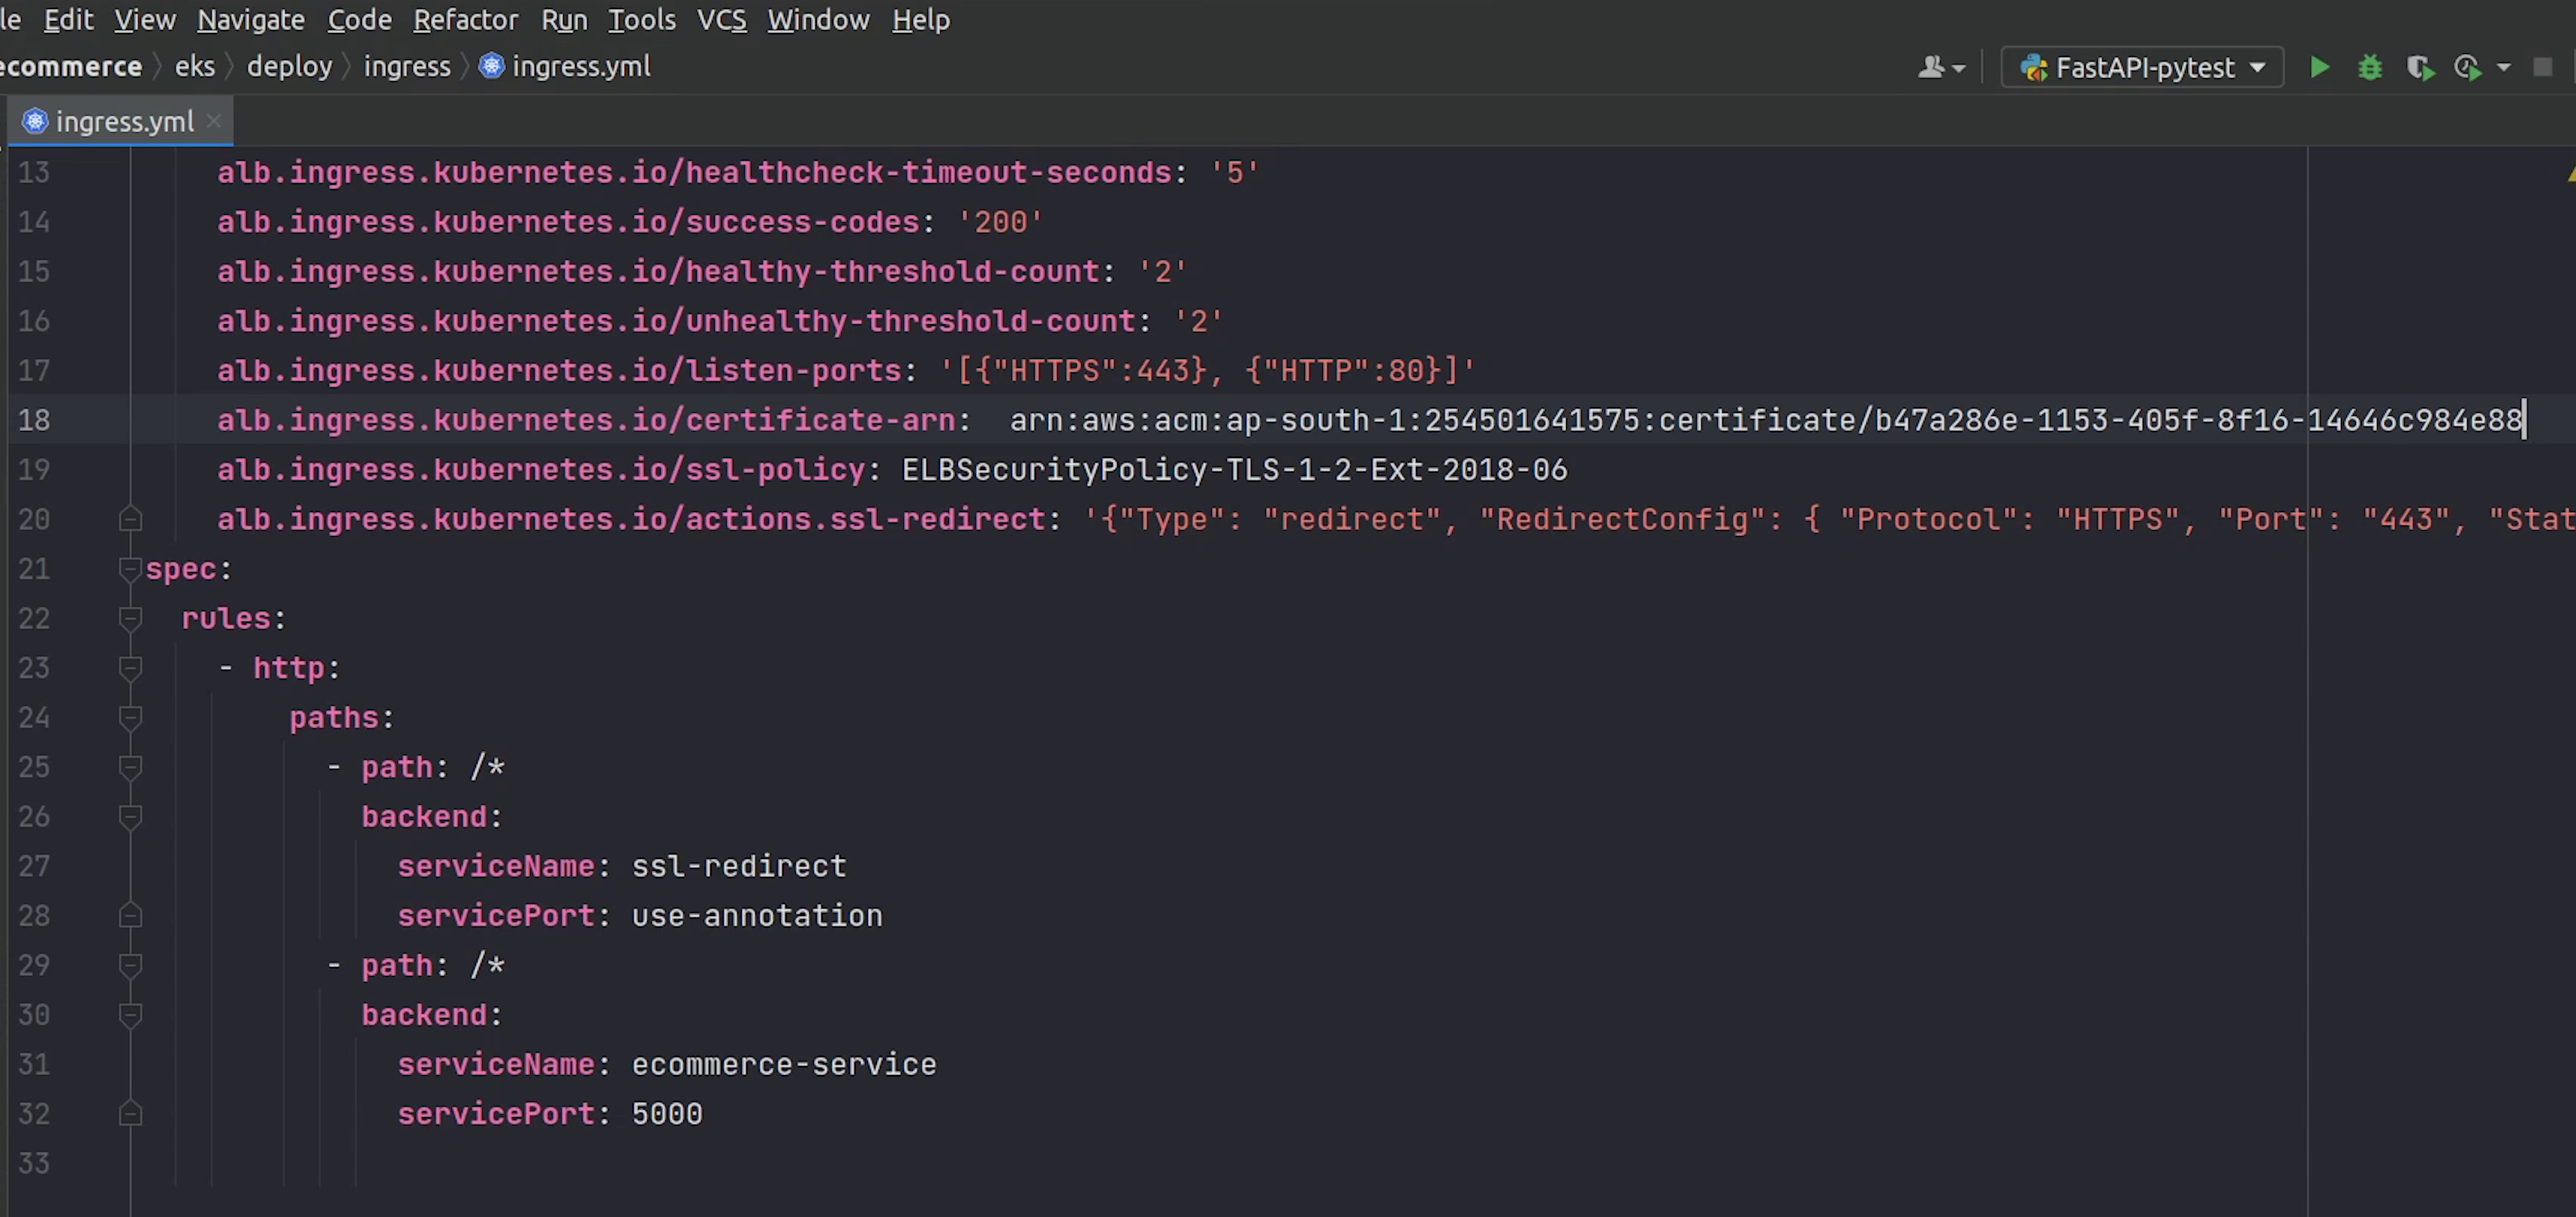 le Edit View Navigate Code Refactor Run Tools VCS Window Help
ecommerce eks deploy ingress ingress.yml FastAPI-pytest
ingress.yml
13 alb.ingress.kubernetes.io/healthcheck-timeout-seconds: '5'
14 alb.ingress.kubernetes.io/success-codes: '200'
15 alb.ingress.kubernetes.io/healthy-threshold-count: '2'
16 alb.ingress.kubernetes.io/unhealthy-threshold-count: '2'
17 alb.ingress.kubernetes.io/listen-ports: '[{"HTTPS":443}, {"HTTP":80}]'
18 alb.ingress.kubernetes.io/certificate-arn:  arn:aws:acm:ap-south-1:254501641575:certificate/b47a286e-1153-405f-8f16-14646c984e88
19 alb.ingress.kubernetes.io/ssl-policy: ELBSecurityPolicy-TLS-1-2-Ext-2018-06
20 alb.ingress.kubernetes.io/actions.ssl-redirect: '{"Type": "redirect", "RedirectConfig": { "Protocol": "HTTPS", "Port": "443", "Stat
21 spec:
22 rules:
23 - http:
24 paths:
25 - path: /*
26 backend:
27 serviceName: ssl-redirect
28 servicePort: use-annotation
29 - path: /*
30 backend:
31 serviceName: ecommerce-service
32 servicePort: 5000
33